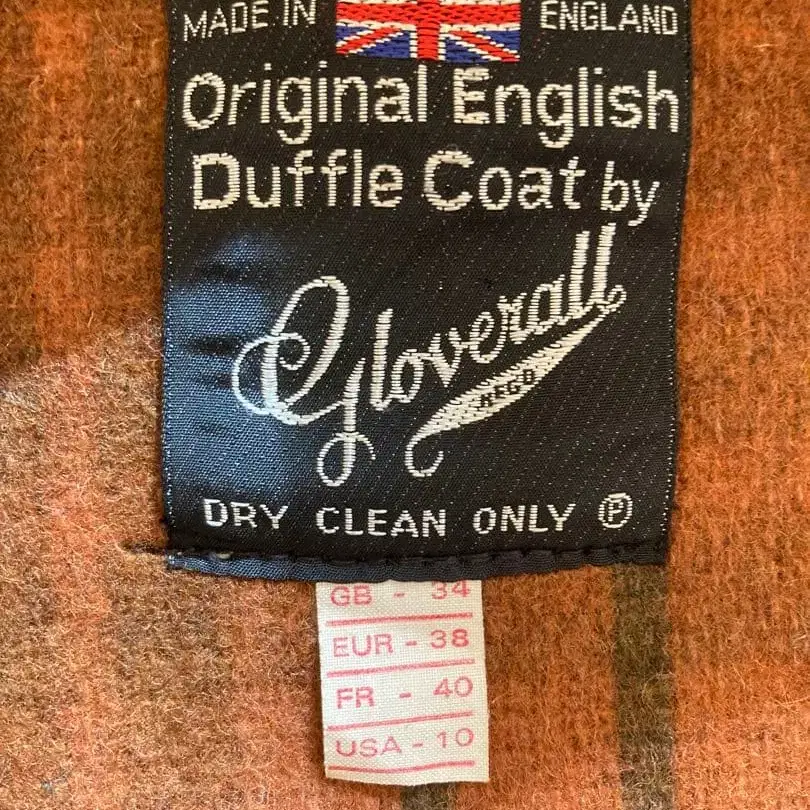 MADE IN ENGLAND
Original English
Duffle Coat by
Gloverall
REGD
DRY CLEAN ONLY Ⓟ
GB - 34
EUR - 38
FR - 40
USA - 10